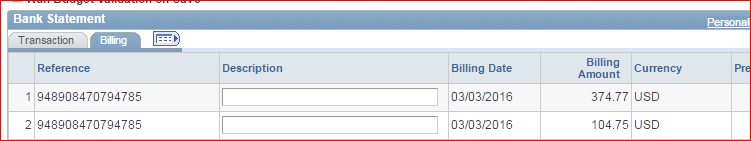 Run Budget Validation on Save
Bank Statement
Personal
Transaction Billing
Reference Description Billing Date Billing Amount Currency Pre
1 948908470794785 03/03/2016 374.77 USD
2 948908470794785 03/03/2016 104.75 USD